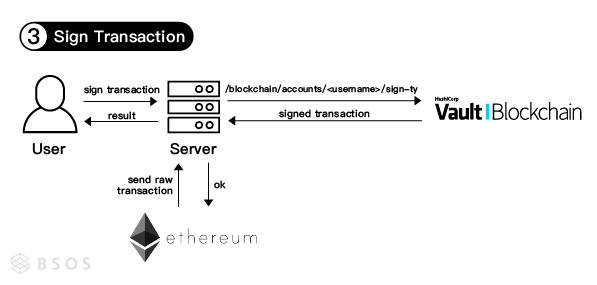 3 Sign Transaction
sign transaction
/blockchain/accounts/<username>/sign-ty
HashiCorp
Vault Blockchain
result
signed transaction
User
Server
send raw
transaction
ok
ethereum
BSOS